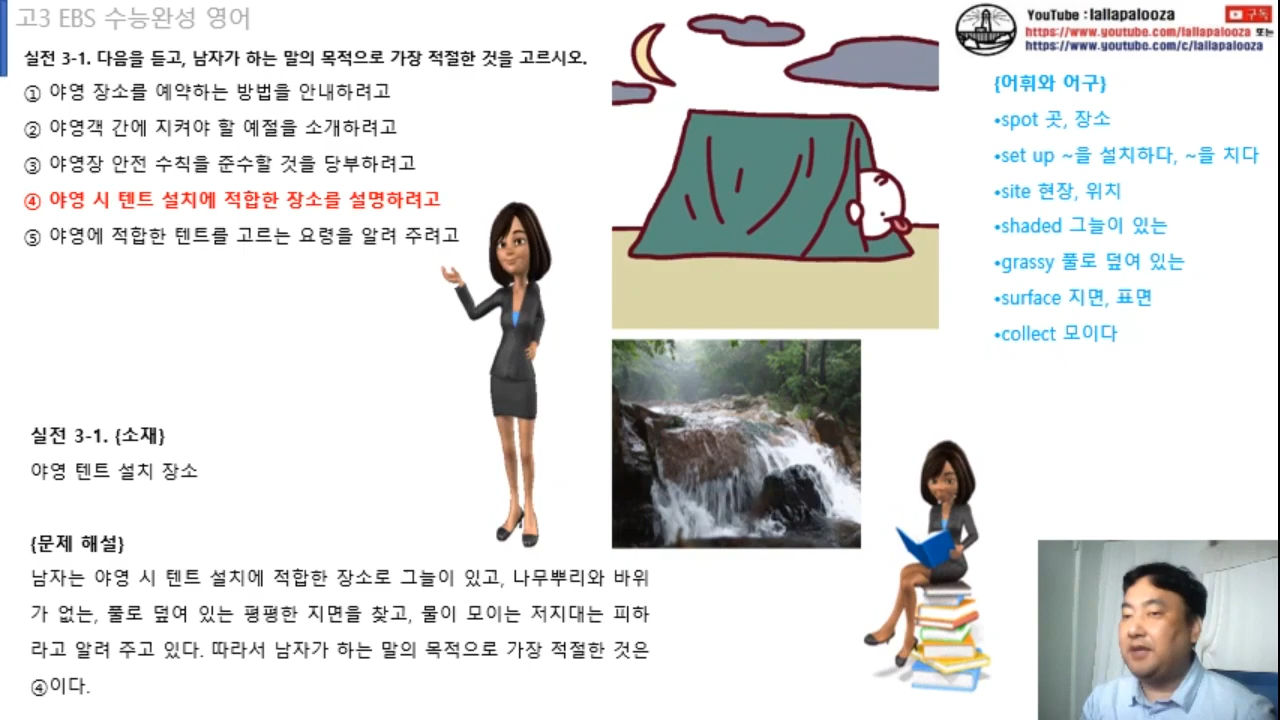 고3 EBS 수능완성 영어
실전 3-1. 다음을 듣고, 남자가 하는 말의 목적으로 가장 적절한 것을 고르시오.
① 야영 장소를 예약하는 방법을 안내하려고
② 야영객 간에 지켜야 할 예절을 소개하려고
③ 야영장 안전 수칙을 준수할 것을 당부하려고
④ 야영 시 텐트 설치에 적합한 장소를 설명하려고
⑤ 야영에 적합한 텐트를 고르는 요령을 알려 주려고
실전 3-1. {소재}
야영 텐트 설치 장소
{문제 해설}
남자는 야영 시 텐트 설치에 적합한 장소로 그늘이 있고, 나무뿌리와 바위
가 없는, 풀로 덮여 있는 평평한 지면을 찾고, 물이 모이는 저지대는 피하
라고 알려 주고 있다. 따라서 남자가 하는 말의 목적으로 가장 적절한 것은
④이다.
YouTube : lallapalooza
구독
https://www.youtube.com/lallapalooza 또는
https://www.youtube.com/c/lallapalooza
{어휘와 어구}
•spot 곳, 장소
•set up ~을 설치하다, ~을 치다
•site 현장, 위치
•shaded 그늘이 있는
•grassy 풀로 덮여 있는
•surface 지면, 표면
•collect 모이다